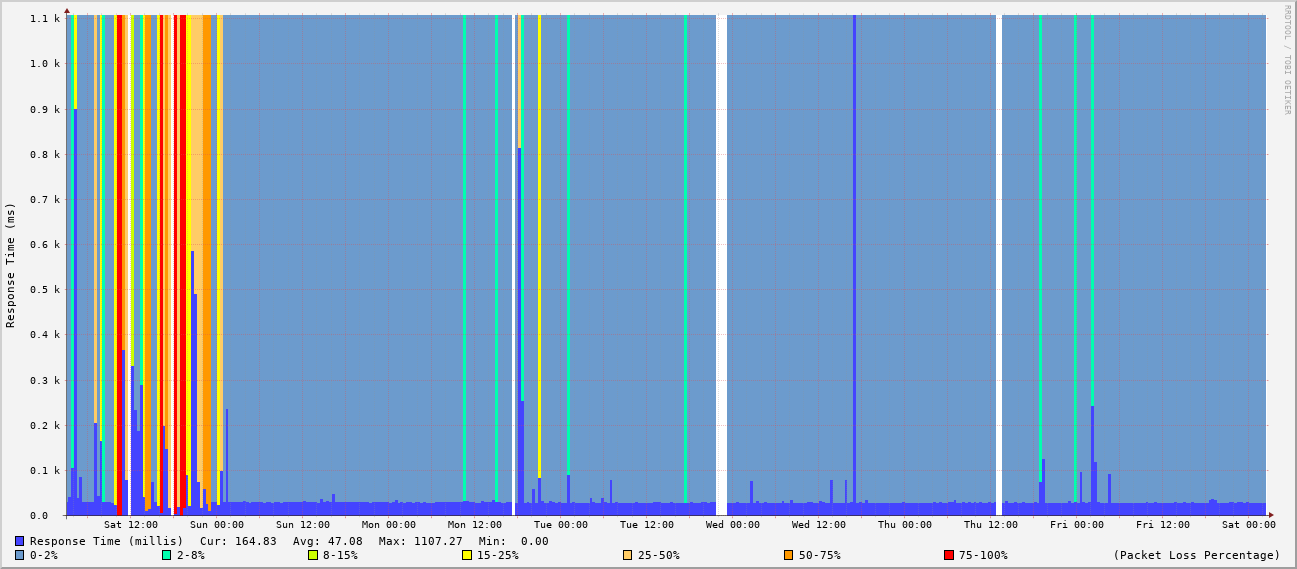 RRDTOOL / TOBI OETIKER
Response Time (ms)
1.1 k
1.0 k
0.9 k
0.8 k
0.7 k
0.6 k
0.5 k
0.4 k
0.3 k
0.2 k
0.1 k
0.0
Sat 12:00 Sun 00:00 Sun 12:00 Mon 00:00 Mon 12:00 Tue 00:00 Tue 12:00 Wed 00:00 Wed 12:00 Thu 00:00 Thu 12:00 Fri 00:00 Fri 12:00 Sat 00:00
Response Time (millis) Cur: 164.83 Avg: 47.08 Max: 1107.27 Min: 0.00
0-2% 2-8% 8-15% 15-25% 25-50% 50-75% 75-100% (Packet Loss Percentage)